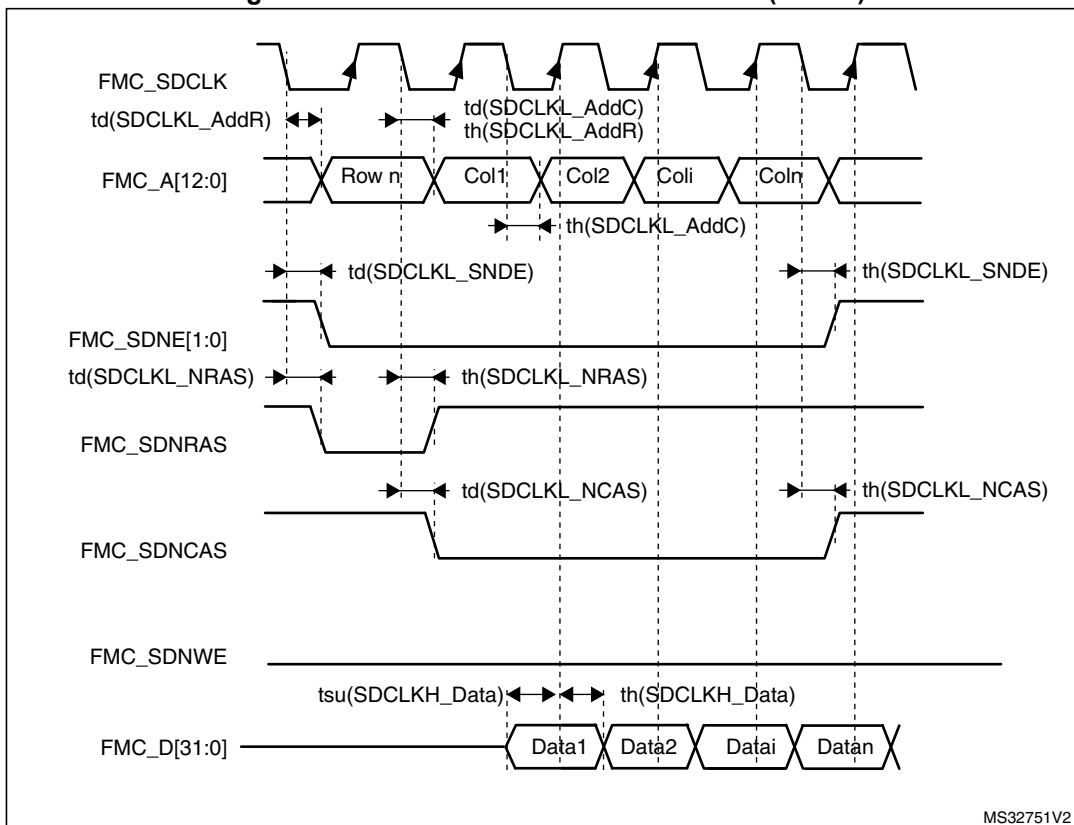 FMC_SDCLK
td(SDCLKL_AddR)
td(SDCLKL_AddC)
th(SDCLKL_AddR)
FMC_A[12:0]
Row n
Col1
Col2
Coli
Coln
th(SDCLKL_AddC)
td(SDCLKL_SNDE)
th(SDCLKL_SNDE)
FMC_SDNE[1:0]
td(SDCLKL_NRAS)
th(SDCLKL_NRAS)
FMC_SDNRAS
td(SDCLKL_NCAS)
th(SDCLKL_NCAS)
FMC_SDNCAS
FMC_SDNWE
tsu(SDCLKH_Data)
th(SDCLKH_Data)
FMC_D[31:0]
Data1
Data2
Datai
Datan
MS32751V2